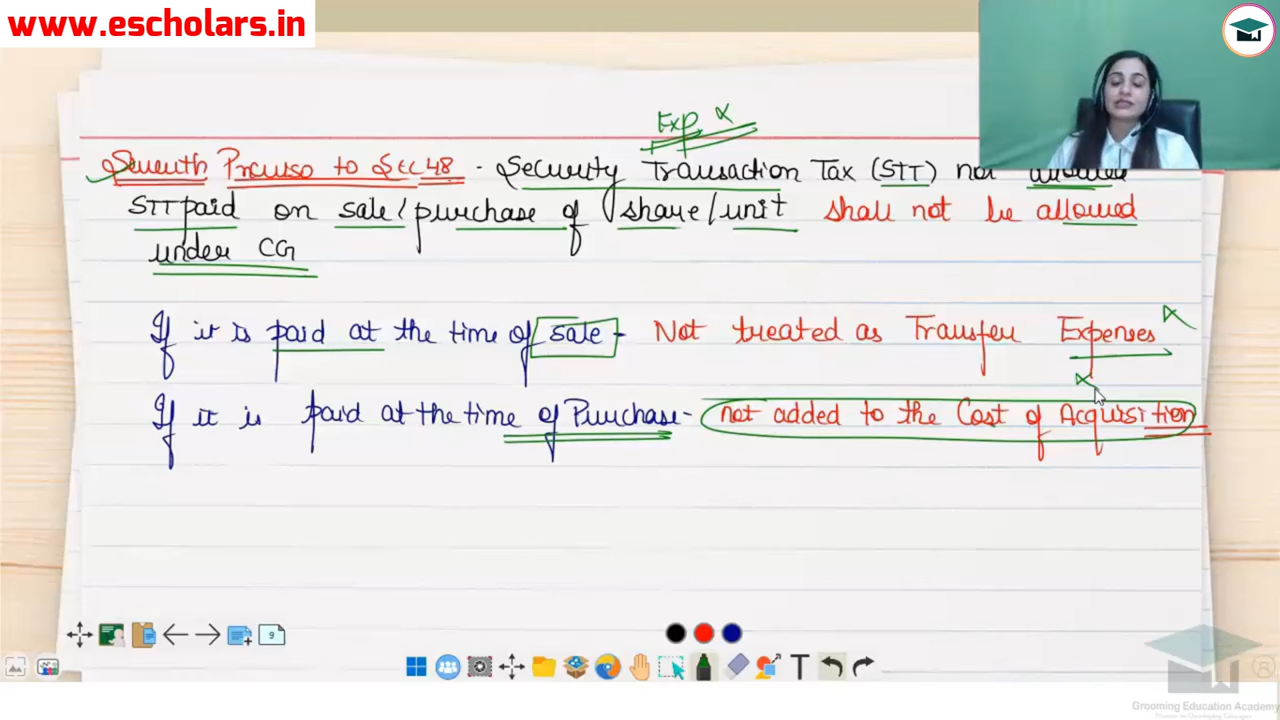 www.escholars.in
Exp x
Seventh Proviso to Sec 48 - Security Transaction Tax (STT) not allowed
STT paid on sale/purchase of share/unit shall not be allowed
under CG
If it is paid at the time of sale - Not treated as Transfer Expenses x
x
If it is paid at the time of Purchase - not added to the Cost of Acquisition
9
T
Grooming Education Academy